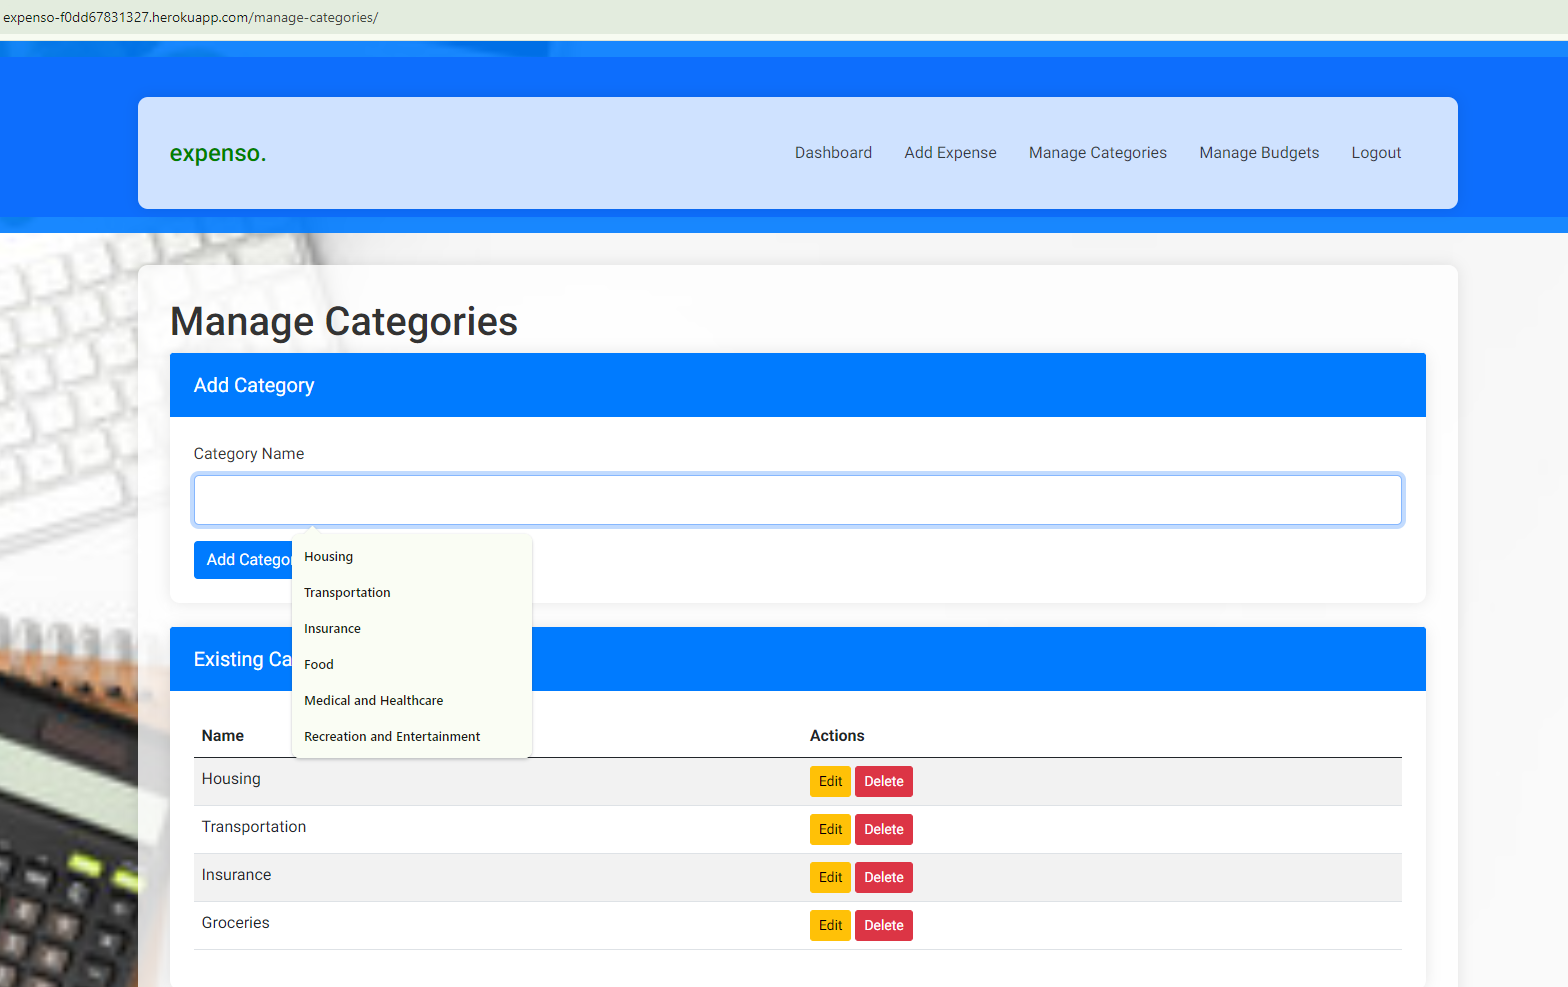 expenso-f0dd67831327.herokuapp.com/manage-categories/
expenso.
Dashboard
Add Expense
Manage Categories
Manage Budgets
Logout
Manage Categories
Add Category
Category Name
Add Catego
Housing
Transportation
Insurance
Food
Medical and Healthcare
Recreation and Entertainment
Existing Ca
Name
Actions
Housing
Edit
Delete
Transportation
Edit
Delete
Insurance
Edit
Delete
Groceries
Edit
Delete